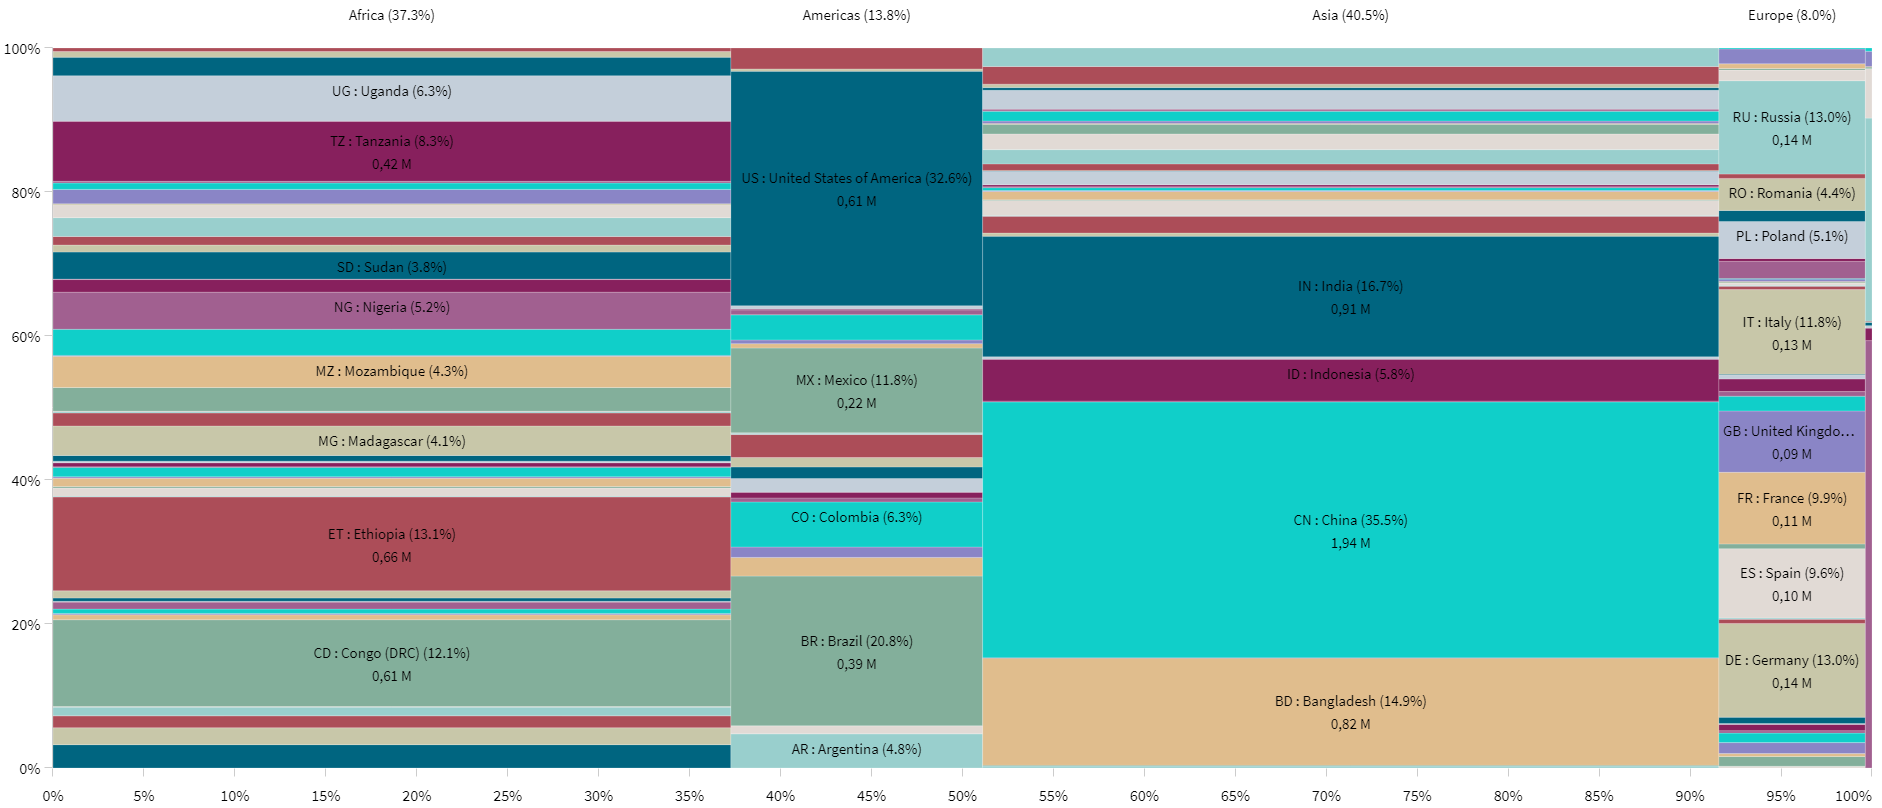 Africa (37.3%)
Americas (13.8%)
Asia (40.5%)
Europe (8.0%)
100%
80%
60%
40%
20%
0%
UG : Uganda (6.3%)
TZ : Tanzania (8.3%)
0,42 M
SD : Sudan (3.8%)
NG : Nigeria (5.2%)
MZ : Mozambique (4.3%)
MG : Madagascar (4.1%)
ET : Ethiopia (13.1%)
0,66 M
CD : Congo (DRC) (12.1%)
0,61 M
US : United States of America (32.6%)
0,61 M
MX : Mexico (11.8%)
0,22 M
CO : Colombia (6.3%)
BR : Brazil (20.8%)
0,39 M
AR : Argentina (4.8%)
IN : India (16.7%)
0,91 M
ID : Indonesia (5.8%)
CN : China (35.5%)
1,94 M
BD : Bangladesh (14.9%)
0,82 M
RU : Russia (13.0%)
0,14 M
RO : Romania (4.4%)
PL : Poland (5.1%)
IT : Italy (11.8%)
0,13 M
GB : United Kingdo...
0,09 M
FR : France (9.9%)
0,11 M
ES : Spain (9.6%)
0,10 M
DE : Germany (13.0%)
0,14 M
0%
5%
10%
15%
20%
25%
30%
35%
40%
45%
50%
55%
60%
65%
70%
75%
80%
85%
90%
95%
100%